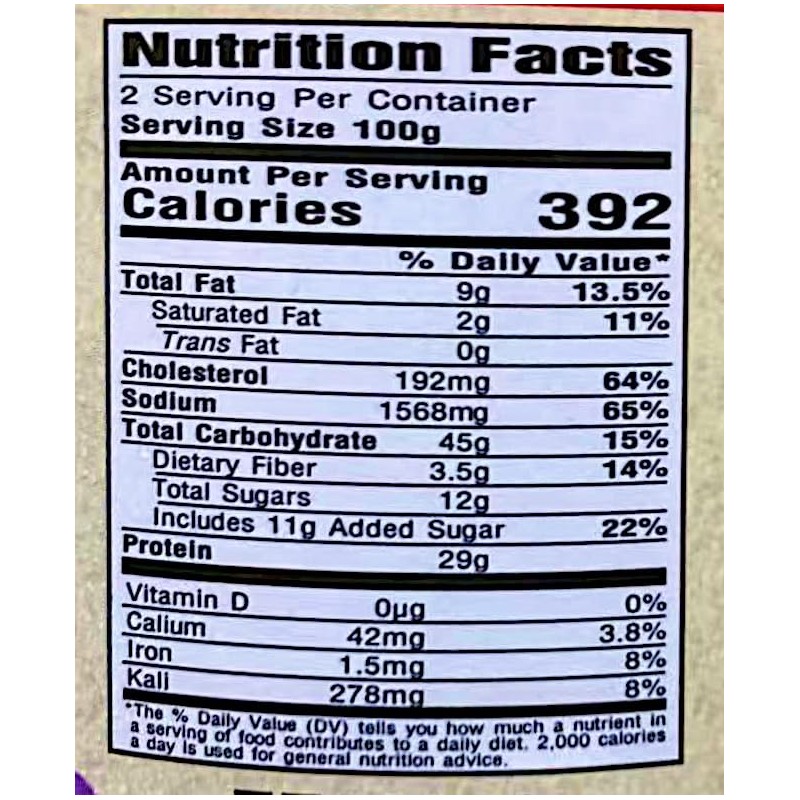 Nutrition Facts
2 Serving Per Container
Serving Size 100g
Amount Per Serving
Calories 392
% Daily Value*
Total Fat 9g 13.5%
Saturated Fat 2g 11%
Trans Fat 0g
Cholesterol 192mg 64%
Sodium 1568mg 65%
Total Carbohydrate 45g 15%
Dietary Fiber 3.5g 14%
Total Sugars 12g
Includes 11g Added Sugar 22%
Protein 29g
Vitamin D 0µg 0%
Calium 42mg 3.8%
Iron 1.5mg 8%
Kali 278mg 8%
*The % Daily Value (DV) tells you how much a nutrient in
a serving of food contributes to a daily diet. 2,000 calories
a day is used for general nutrition advice.